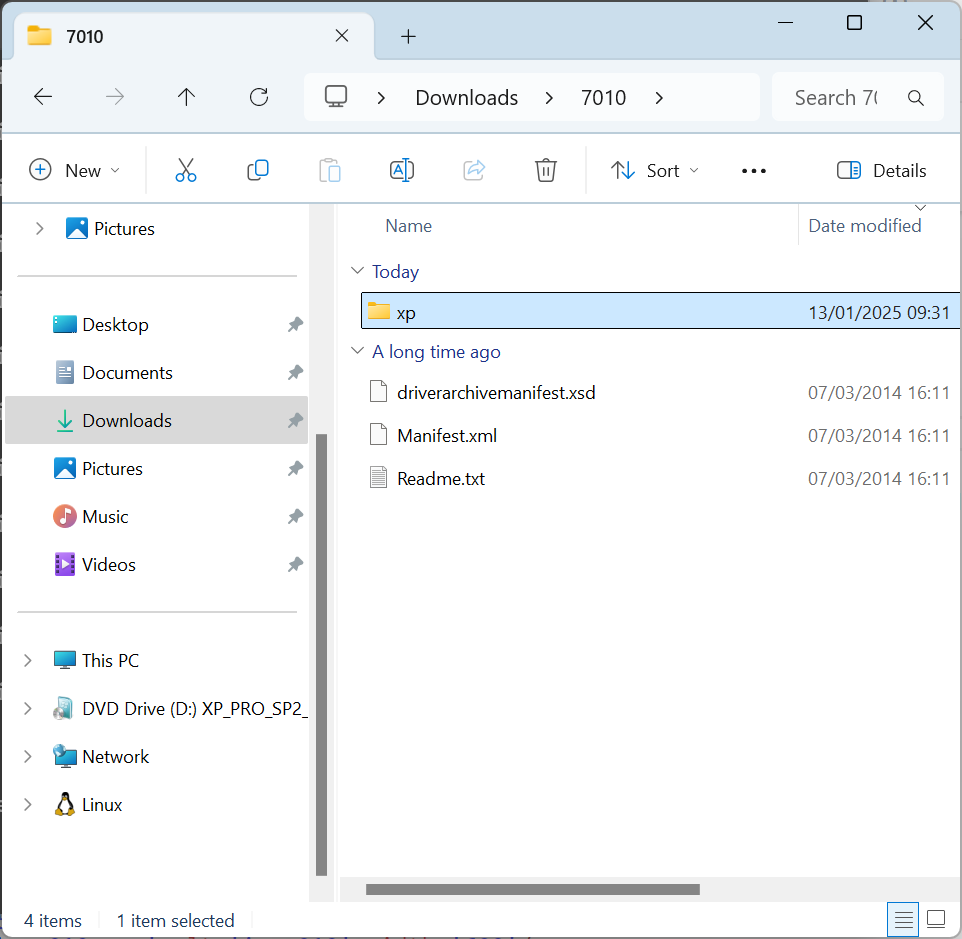 7010
Downloads 7010 Search 7
New Sort Details
Pictures
Desktop
Documents
Downloads
Pictures
Music
Videos
This PC
DVD Drive (D:) XP_PRO_SP2_
Network
Linux
Name Date modified
Today
xp 13/01/2025 09:31
A long time ago
driverarchivemanifest.xsd 07/03/2014 16:11
Manifest.xml 07/03/2014 16:11
Readme.txt 07/03/2014 16:11
4 items 1 item selected